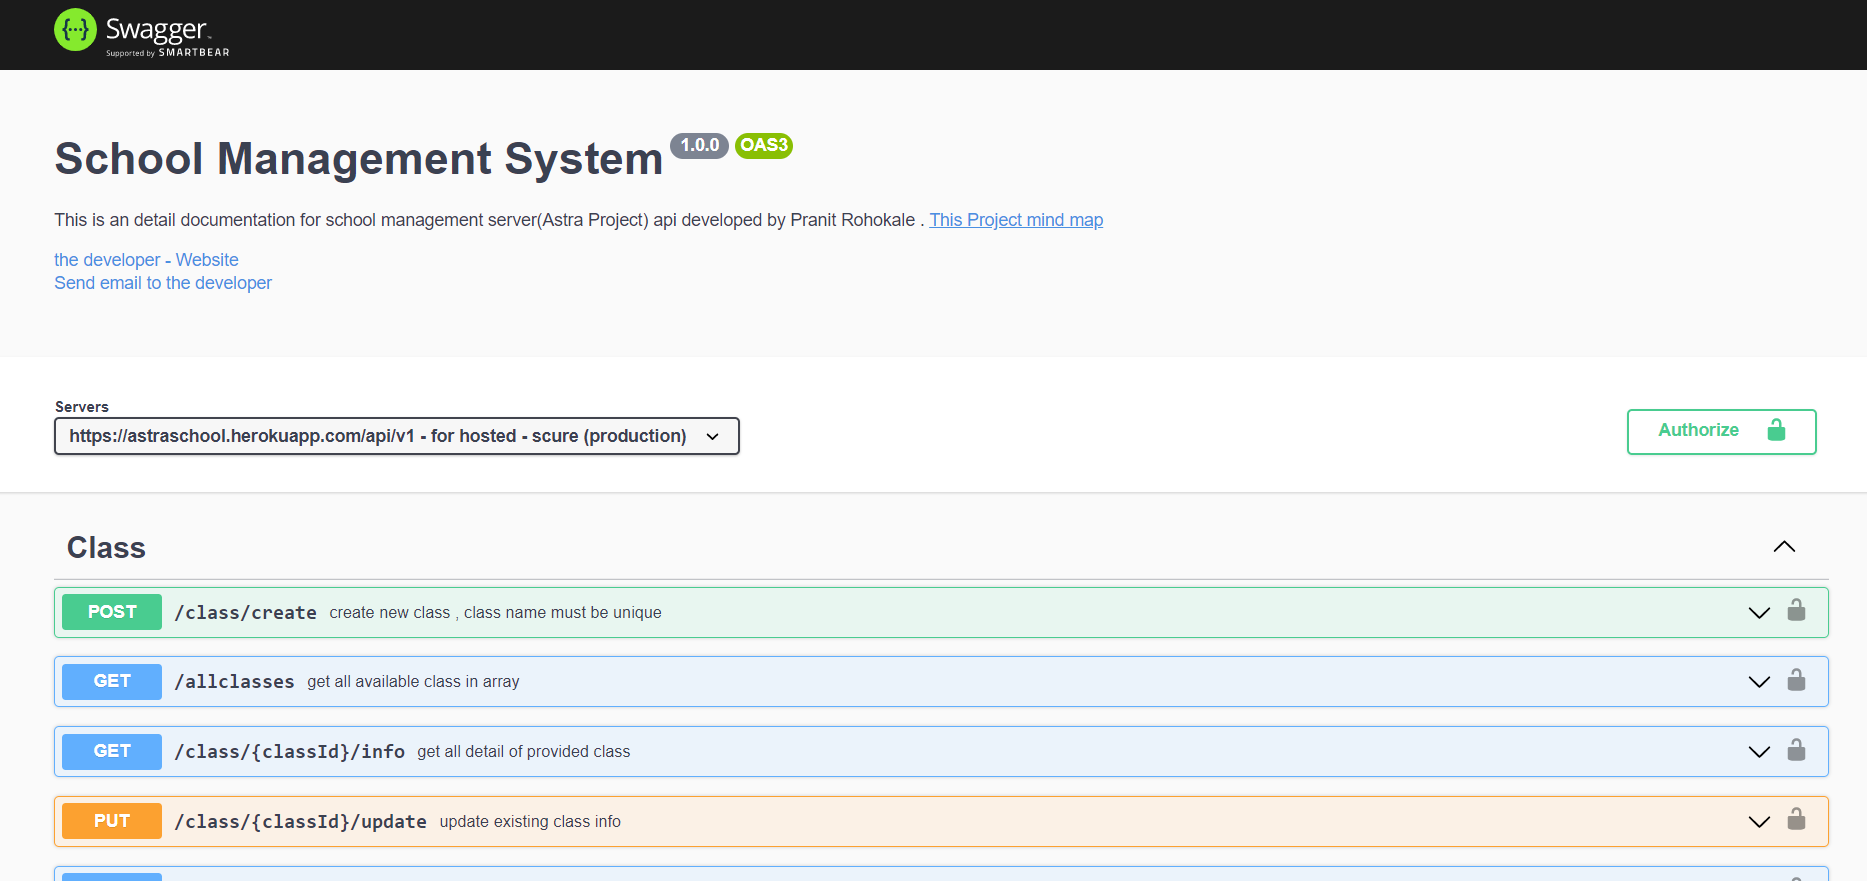 Swagger
Supported by SMARTBEAR
School Management System 1.0.0 OAS3
This is an detail documentation for school management server(Astra Project) api developed by Pranit Rohokale . This Project mind map
the developer - Website
Send email to the developer
Servers
https://astraschool.herokuapp.com/api/v1 - for hosted - scure (production)
Authorize
Class
POST /class/create create new class , class name must be unique
GET /allclasses get all available class in array
GET /class/{classId}/info get all detail of provided class
PUT /class/{classId}/update update existing class info